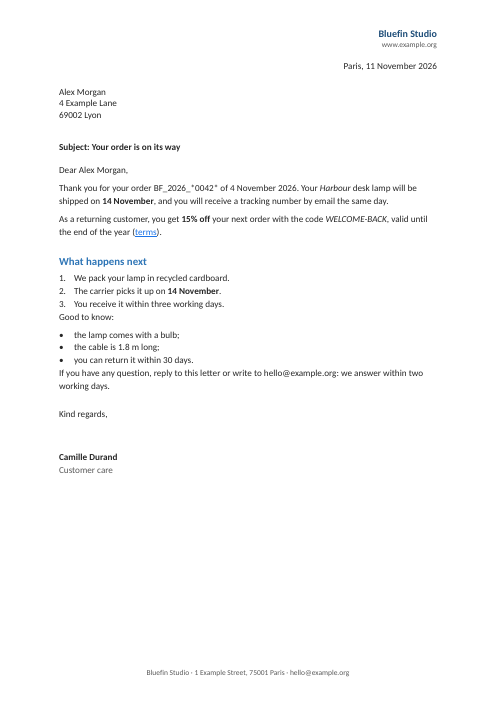 Bluefin Studio
www.example.org
Paris, 11 November 2026
Alex Morgan
4 Example Lane
69002 Lyon
Subject: Your order is on its way
Dear Alex Morgan,
Thank you for your order BF_2026_*0042* of 4 November 2026. Your Harbour desk lamp will be
shipped on 14 November, and you will receive a tracking number by email the same day.
As a returning customer, you get 15% off your next order with the code WELCOME-BACK, valid until
the end of the year (terms).
What happens next
1. We pack your lamp in recycled cardboard.
2. The carrier picks it up on 14 November.
3. You receive it within three working days.
Good to know:
• the lamp comes with a bulb;
• the cable is 1.8 m long;
• you can return it within 30 days.
If you have any question, reply to this letter or write to hello@example.org: we answer within two
working days.
Kind regards,
Camille Durand
Customer care
Bluefin Studio · 1 Example Street, 75001 Paris · hello@example.org